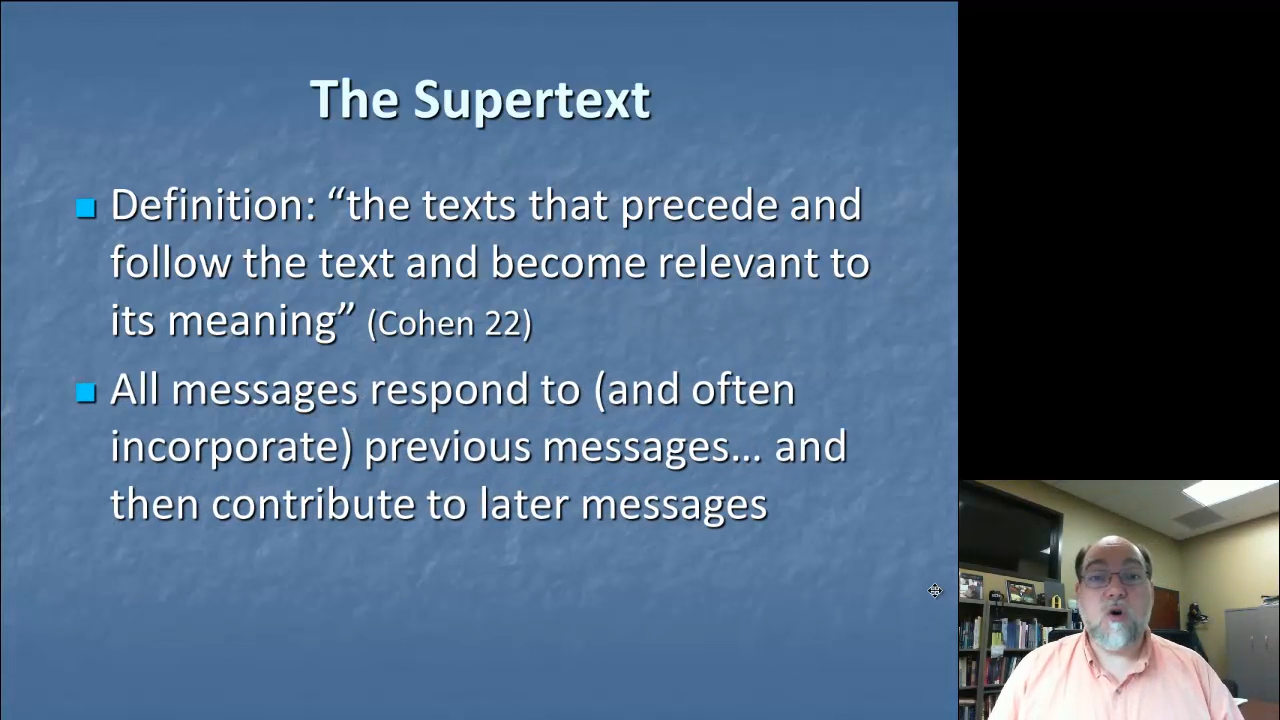 The Supertext
Definition: “the texts that precede and
follow the text and become relevant to
its meaning” (Cohen 22)
All messages respond to (and often
incorporate) previous messages… and
then contribute to later messages